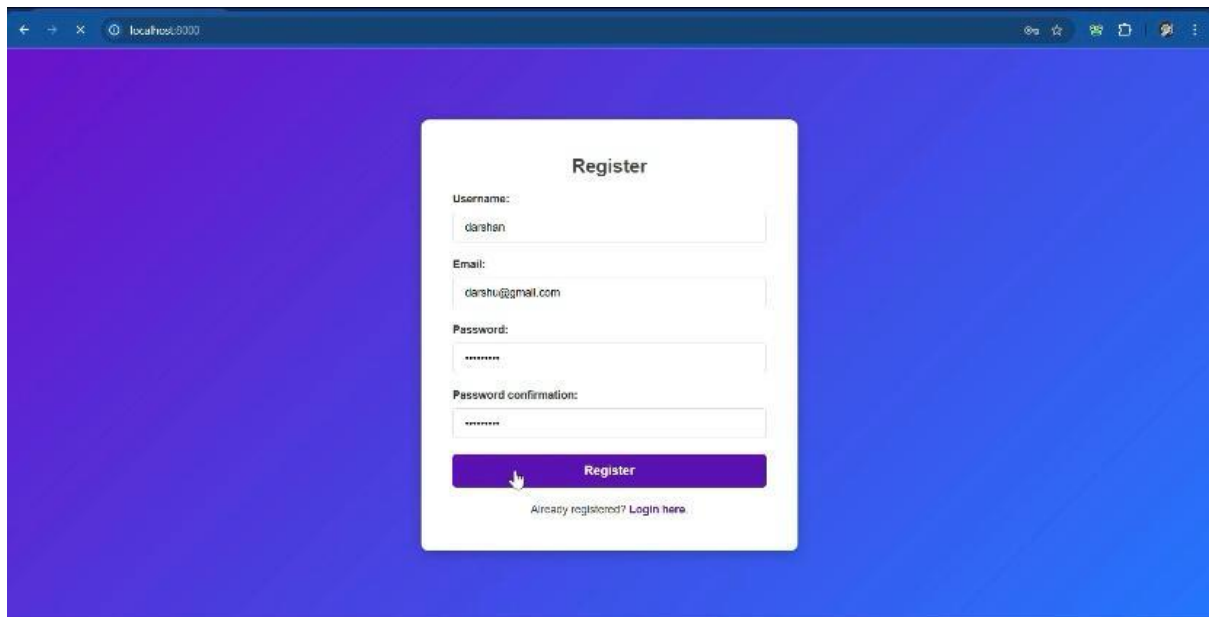 localhost:8000
Register
Username:
darshan
Email:
darshu@gmail.com
Password:
•••••••••
Password confirmation:
•••••••••
Register
Already registered? Login here.